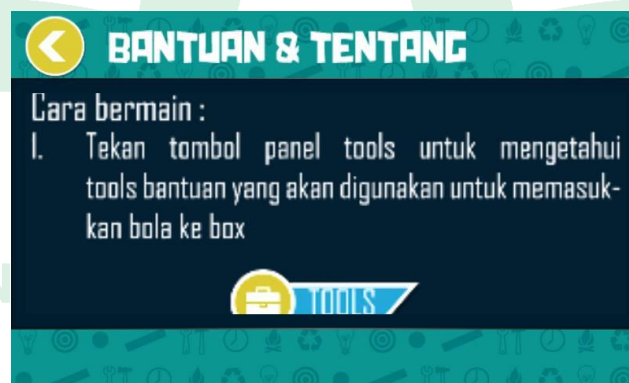 BANTUAN & TENTANG
Cara bermain :
1. Tekan tombol panel tools untuk mengetahui
tools bantuan yang akan digunakan untuk memasuk-
kan bola ke box
TOOLS